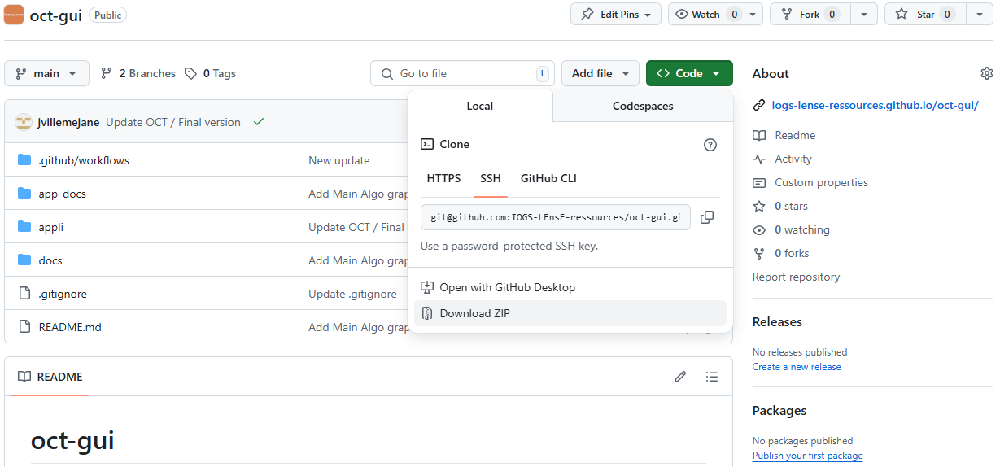 oct-gui Public Edit Pins Watch 0 Fork 0 Star 0
main 2 Branches 0 Tags Go to file t Add file Code
jvillemejane Update OCT / Final version
.github/workflows New update
app_docs Add Main Algo grap
appli Update OCT / Final
docs Add Main Algo grap
.gitignore Update .gitignore
README.md Add Main Algo grap
Local Codespaces
Clone
HTTPS SSH GitHub CLI
git@github.com:IOGS-LEnsE-ressources/oct-gui.gi
Use a password-protected SSH key.
Open with GitHub Desktop
Download ZIP
README
oct-gui
About
iogs-lense-ressources.github.io/oct-gui/
Readme
Activity
Custom properties
0 stars
0 watching
0 forks
Report repository
Releases
No releases published
Create a new release
Packages
No packages published
Publish your first package